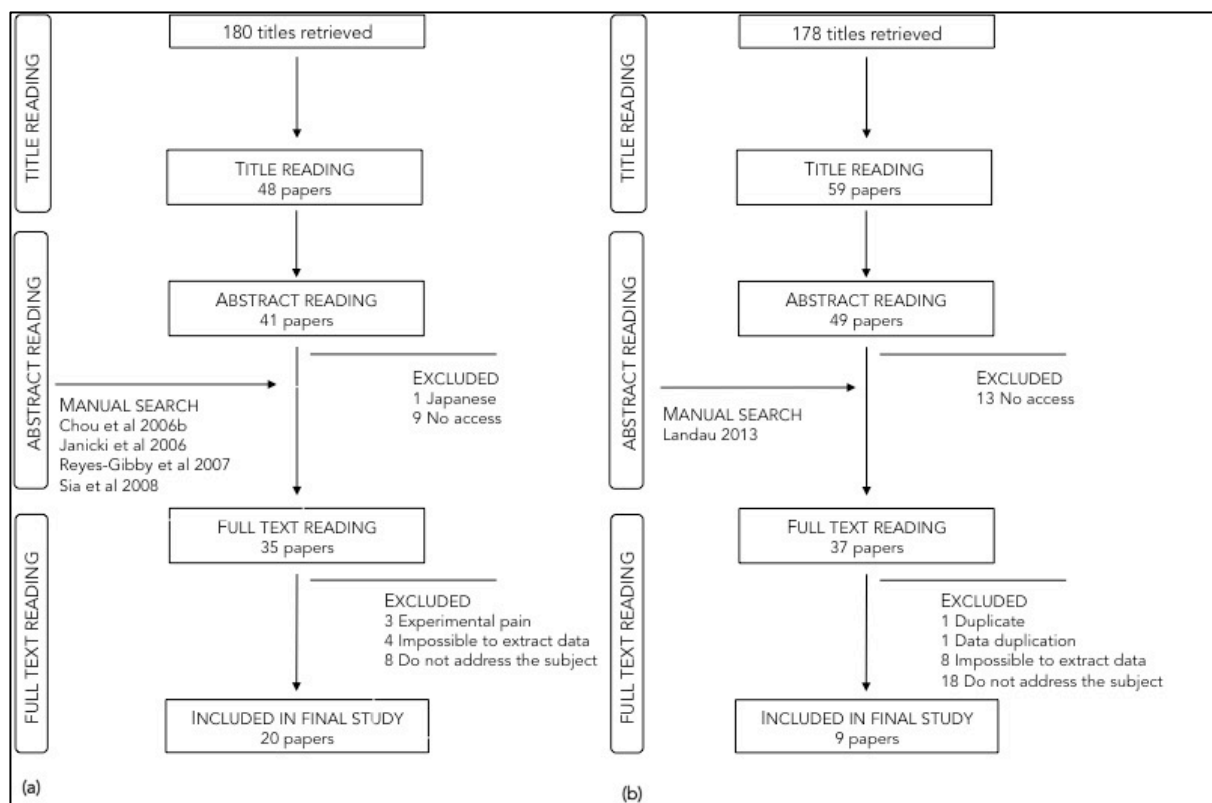 TITLE READING
180 titles retrieved
TITLE READING
48 papers
ABSTRACT READING
ABSTRACT READING
41 papers
EXCLUDED
1 Japanese
9 No access
MANUAL SEARCH
Chou et al 2006b
Janicki et al 2006
Reyes-Gibby et al 2007
Sia et al 2008
FULL TEXT READING
FULL TEXT READING
35 papers
EXCLUDED
3 Experimental pain
4 Impossible to extract data
8 Do not address the subject
INCLUDED IN FINAL STUDY
20 papers
(a)
TITLE READING
178 titles retrieved
TITLE READING
59 papers
ABSTRACT READING
ABSTRACT READING
49 papers
EXCLUDED
13 No access
MANUAL SEARCH
Landau 2013
FULL TEXT READING
FULL TEXT READING
37 papers
EXCLUDED
1 Duplicate
1 Data duplication
8 Impossible to extract data
18 Do not address the subject
INCLUDED IN FINAL STUDY
9 papers
(b)